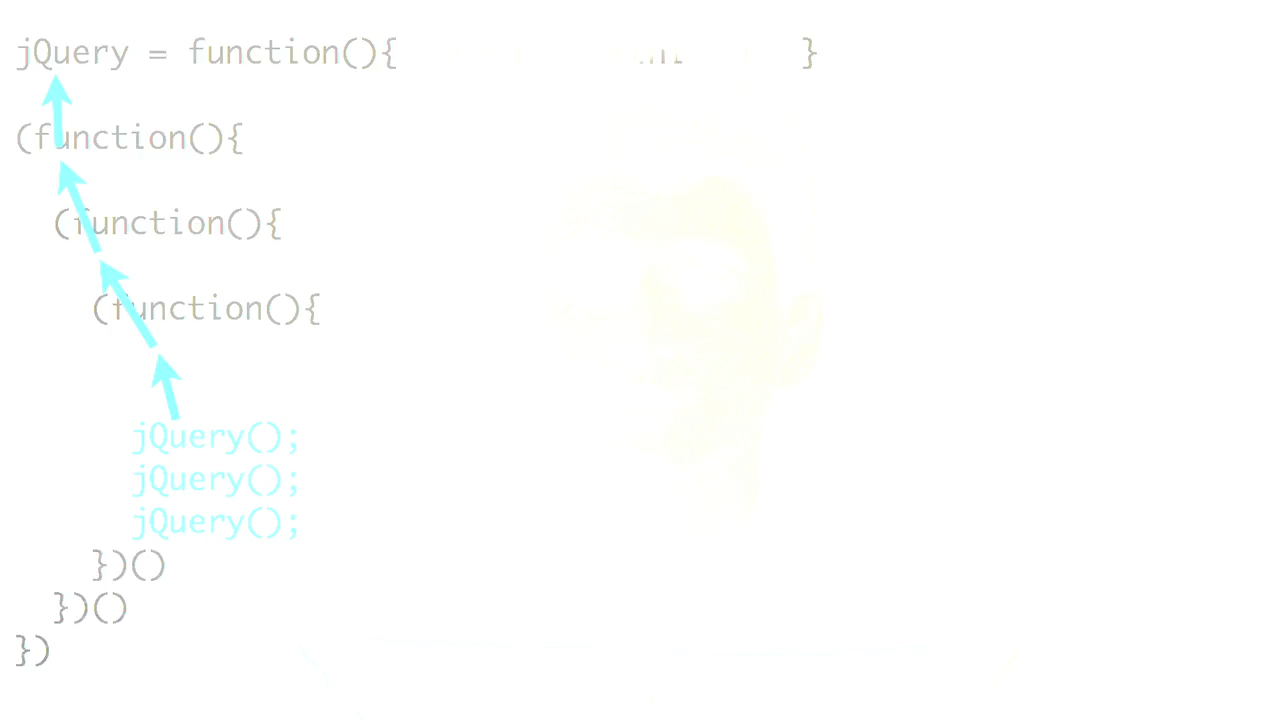 jQuery = function(){ }
(function(){
(function(){
(function(){
jQuery();
jQuery();
jQuery();
})()
})()
})